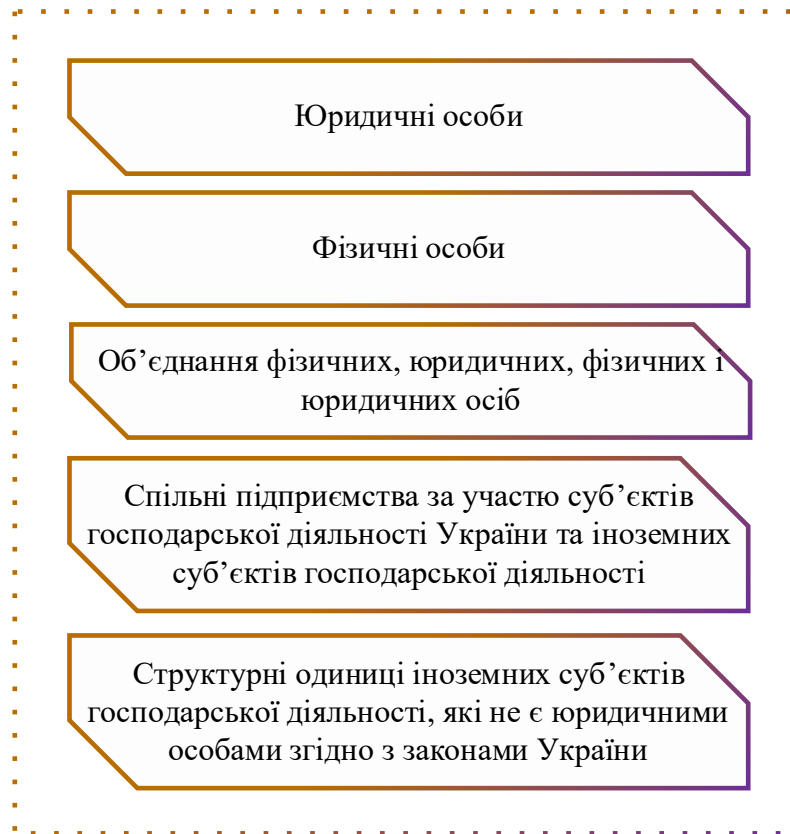 Юридичні особи
Фізичні особи
Об’єднання фізичних, юридичних, фізичних і
юридичних осіб
Спільні підприємства за участю суб’єктів
господарської діяльності України та іноземних
суб’єктів господарської діяльності
Структурні одиниці іноземних суб’єктів
господарської діяльності, які не є юридичними
особами згідно з законами України